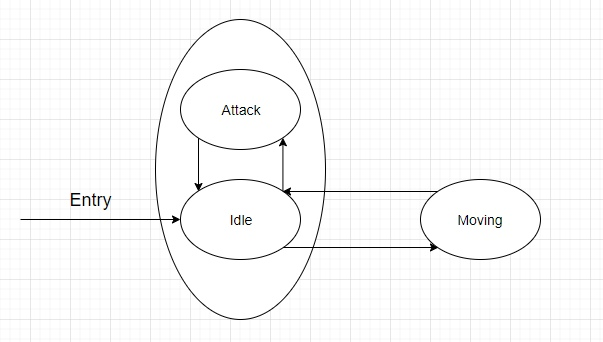 Attack
Entry
Idle
Moving